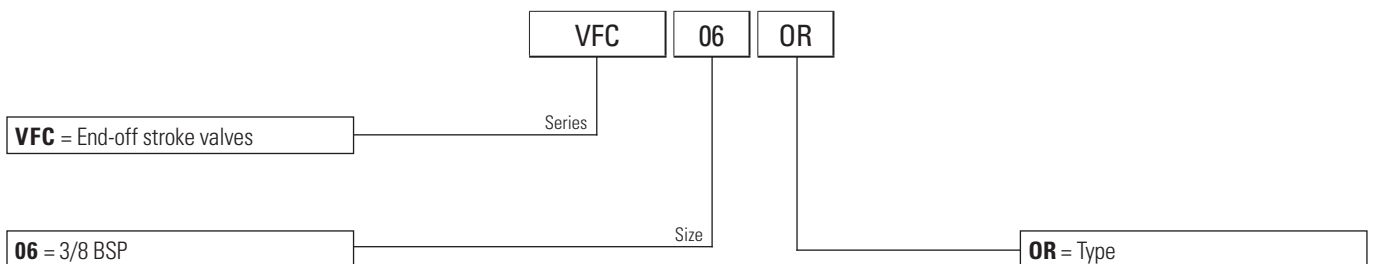 VFC 06 OR
Series
VFC = End-off stroke valves
Size
06 = 3/8 BSP
OR = Type